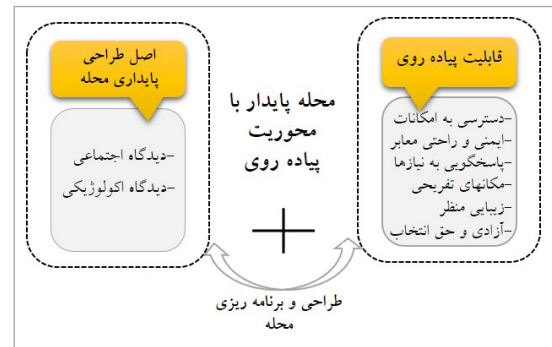 قابلیت پیاده روی
-دسترسی به امکانات
-ایمنی و راحتی معابر
-پاسخگویی به نیازها
-مکانهای تفریحی
-زیبایی منظر
-آزادی و حق انتخاب
محله پایدار با
محوریت
پیاده روی
اصل طراحی
پایداری محله
-دیدگاه اجتماعی
-دیدگاه اکولوژیکی
طراحی و برنامه ریزی
محله